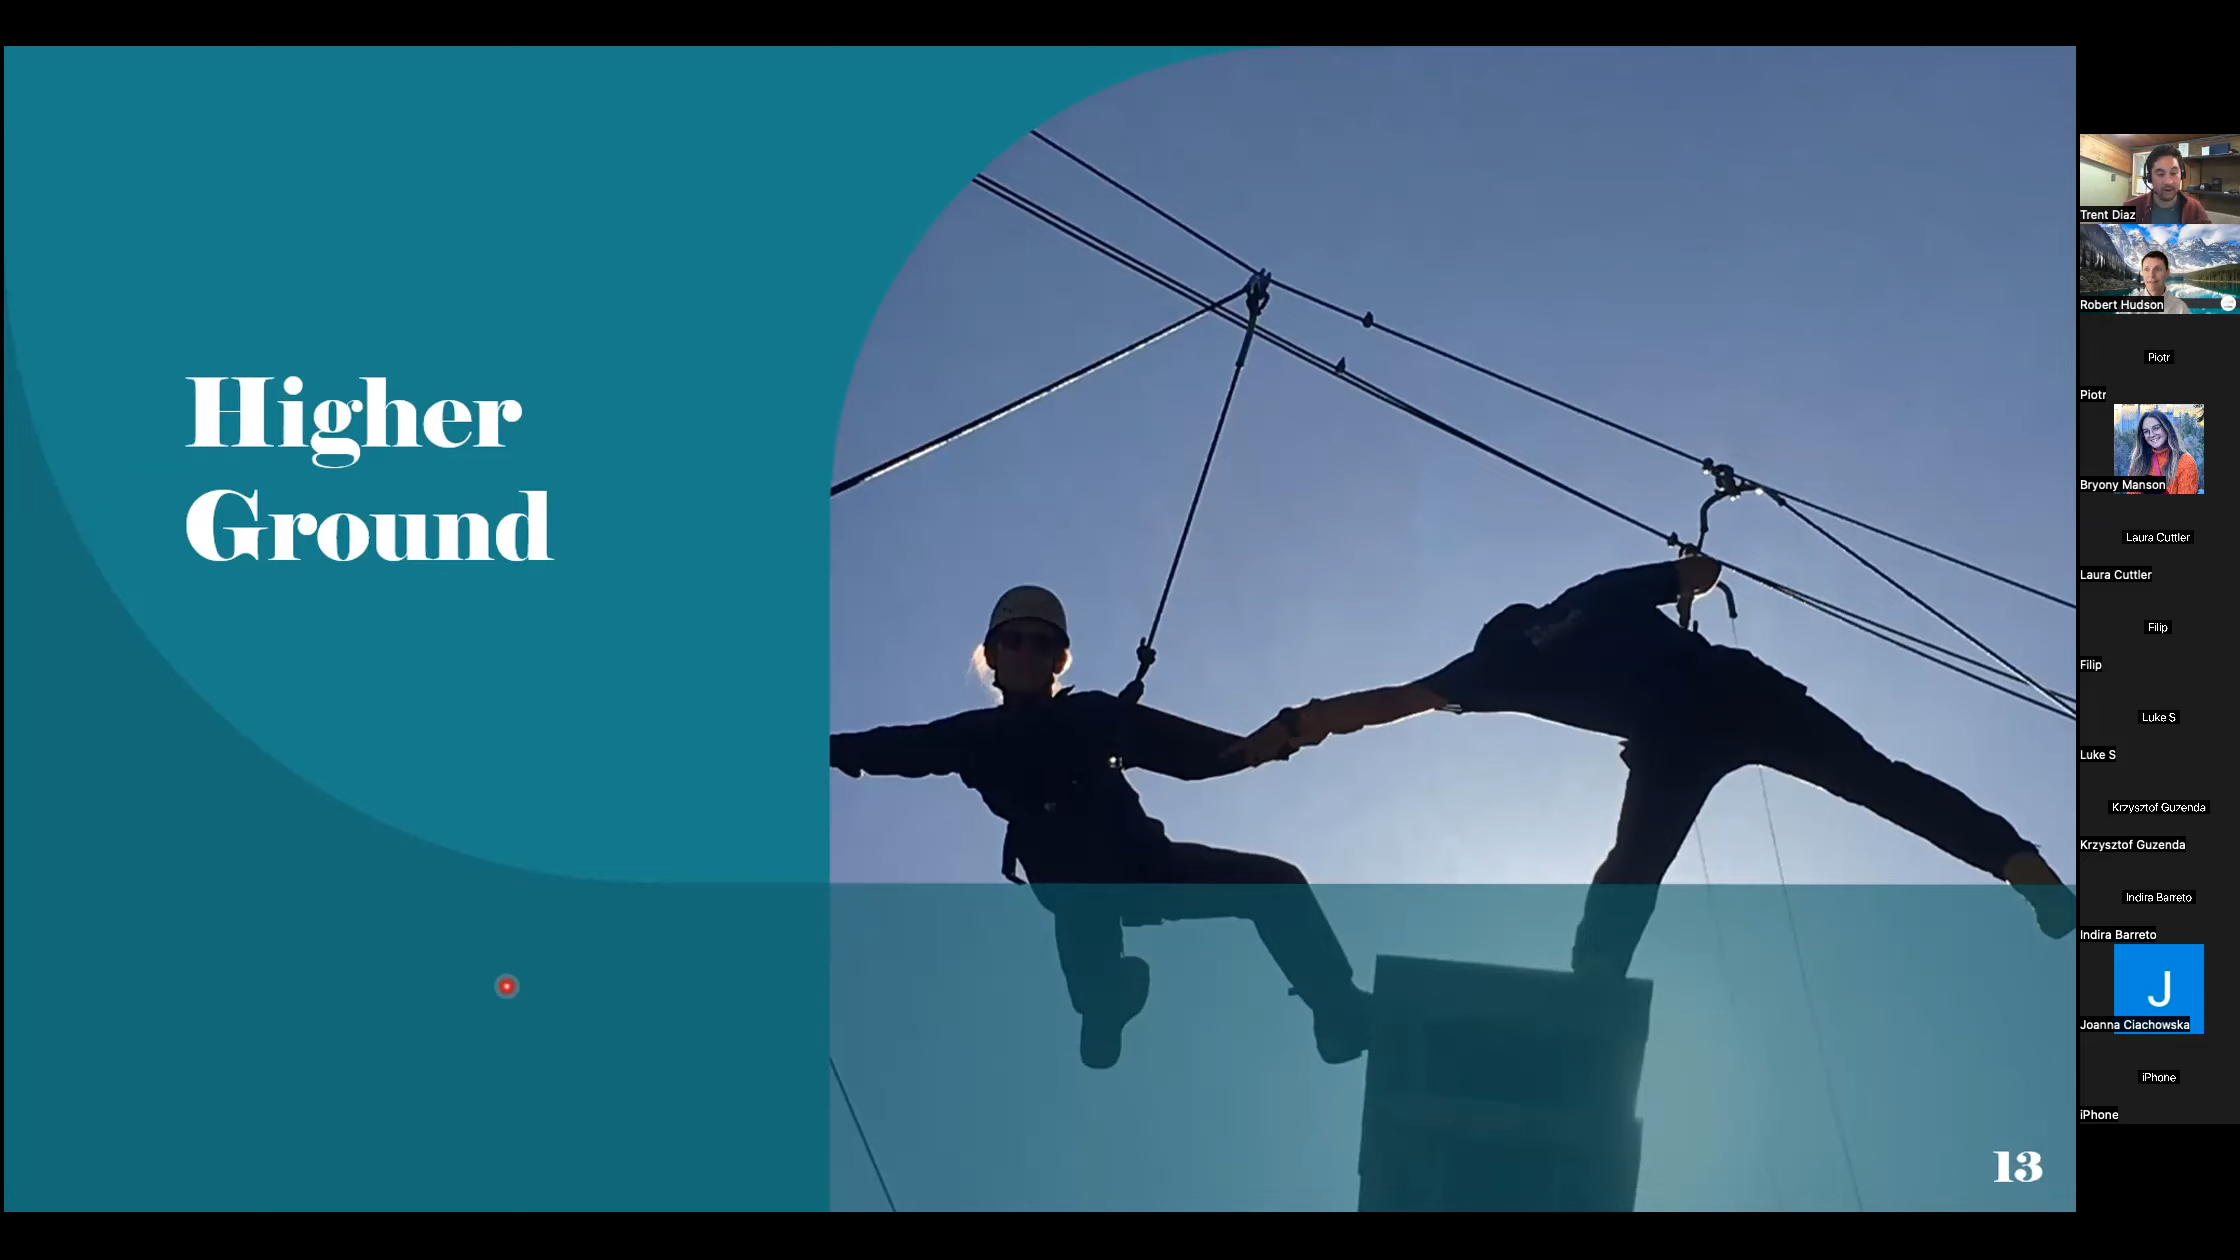 Higher
Ground
13
Trent Diaz
Robert Hudson
Piotr
Piotr
Bryony Manson
Laura Cuttler
Laura Cuttler
Filip
Filip
Luke S
Luke S
Krzysztof Guzenda
Krzysztof Guzenda
Indira Barreto
Indira Barreto
J
Joanna Ciachowska
iPhone
iPhone